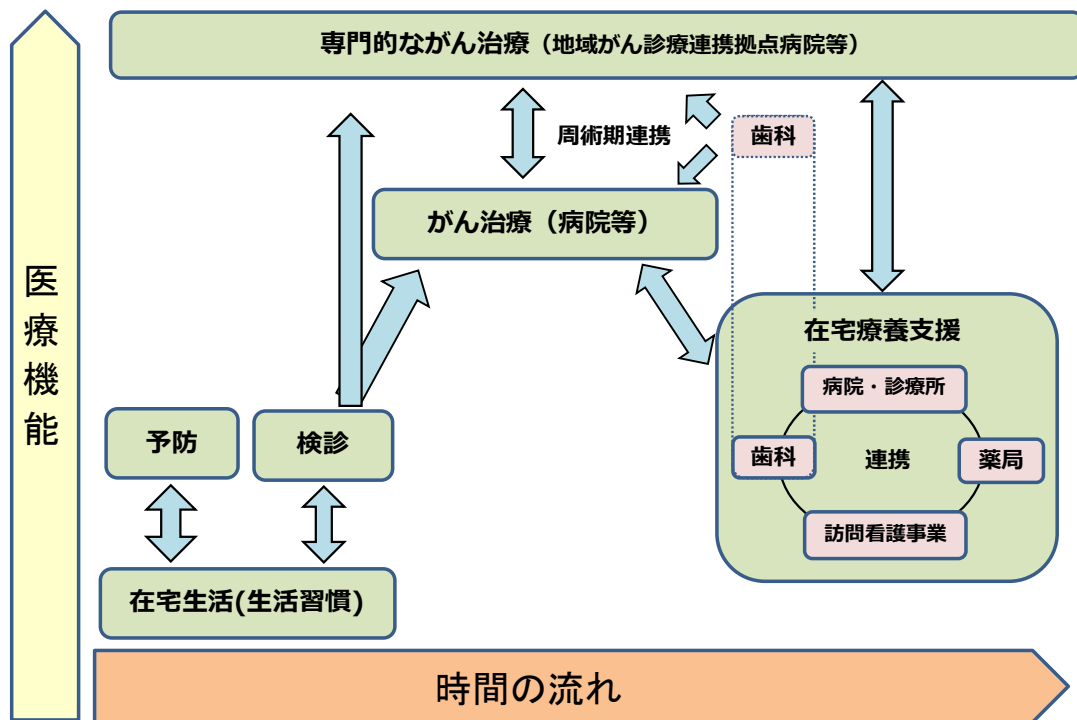 専門的ながん治療（地域がん診療連携拠点病院等）
周術期連携
歯科
がん治療（病院等）
医療機能
在宅療養支援
病院・診療所
予防
検診
歯科
連携
薬局
訪問看護事業
在宅生活(生活習慣)
時間の流れ